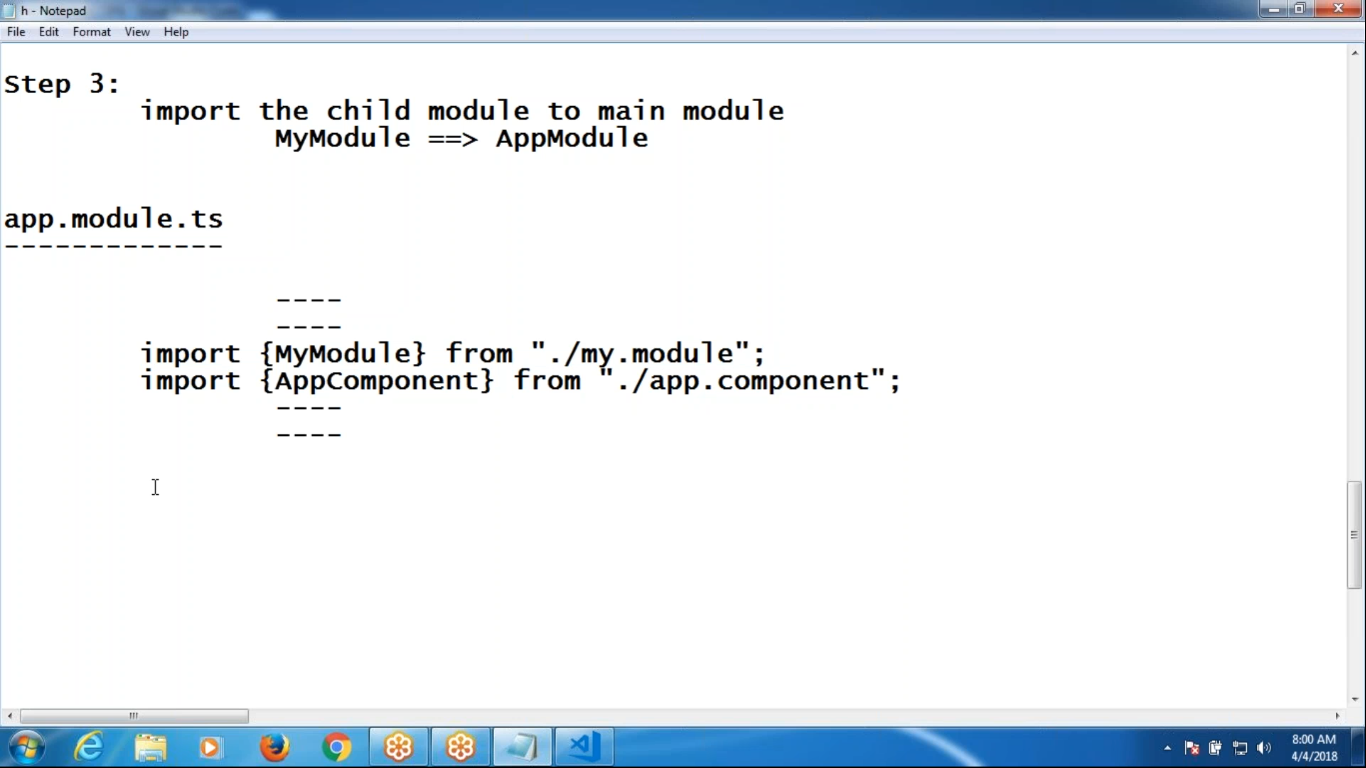 h - Notepad
File Edit Format View Help
Step 3:
import the child module to main module
MyModule ==> AppModule
app.module.ts
-------------
----
----
import {MyModule} from "./my.module";
import {AppComponent} from "./app.component";
----
----
8:00 AM
4/4/2018